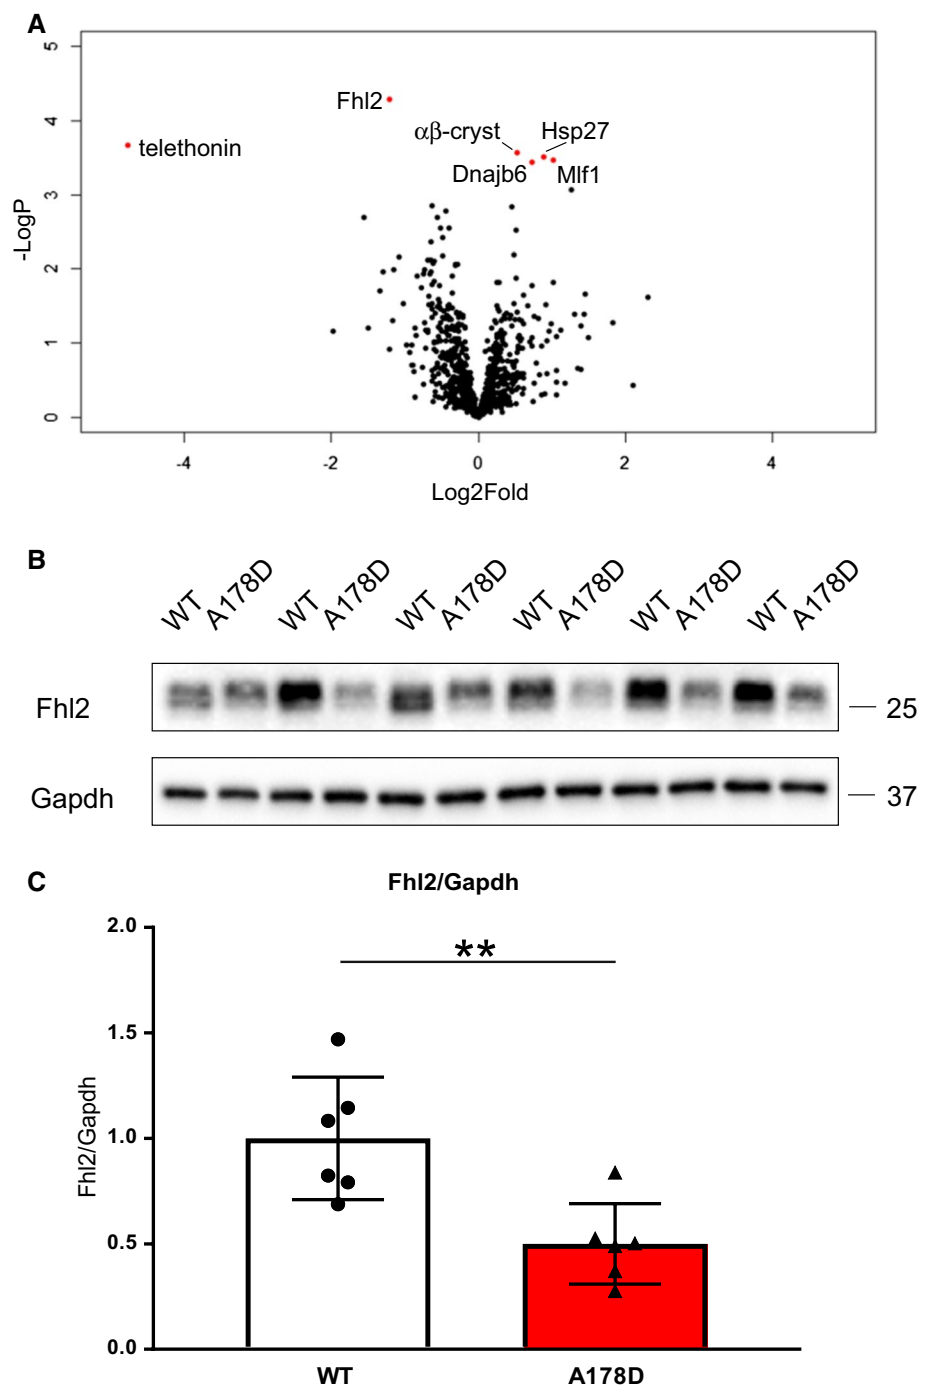 A
5
4
3
2
1
0
-LogP
Fhl2
telethonin
αβ-cryst
Hsp27
Dnajb6
Mlf1
-4 -2 0 2 4
Log2Fold
B
WT A178D WT A178D WT A178D WT A178D WT A178D WT A178D
Fhl2 25
Gapdh 37
C
Fhl2/Gapdh
2.0
1.5
1.0
0.5
0.0
Fhl2/Gapdh
**
WT A178D